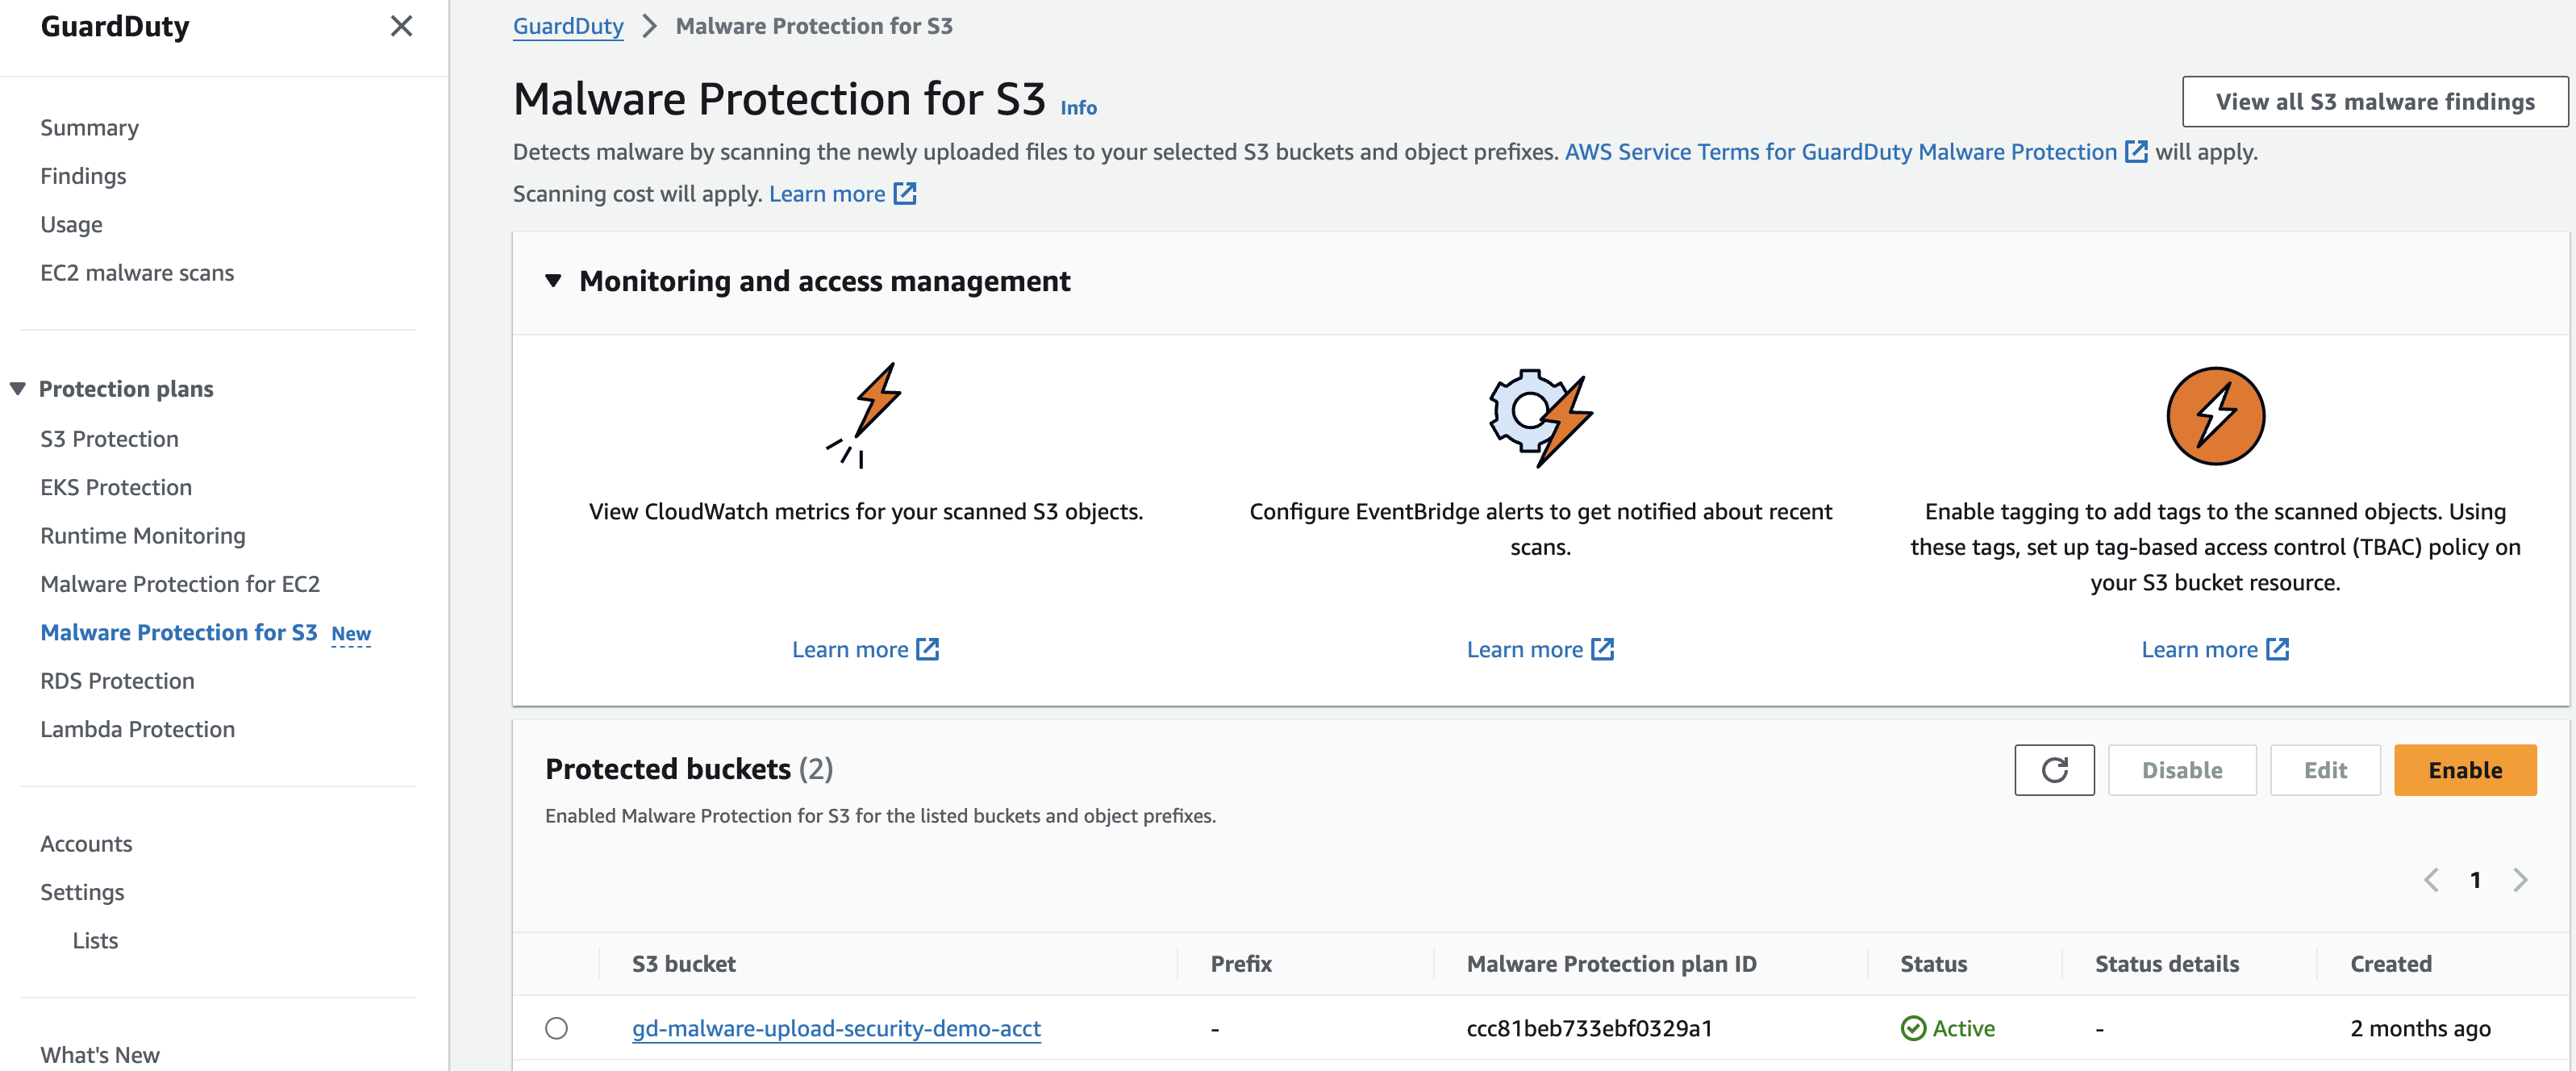 GuardDuty
Summary
Findings
Usage
EC2 malware scans
Protection plans
S3 Protection
EKS Protection
Runtime Monitoring
Malware Protection for EC2
Malware Protection for S3 New
RDS Protection
Lambda Protection
Accounts
Settings
Lists
What's New
GuardDuty > Malware Protection for S3
Malware Protection for S3 Info
View all S3 malware findings
Detects malware by scanning the newly uploaded files to your selected S3 buckets and object prefixes. AWS Service Terms for GuardDuty Malware Protection will apply.
Scanning cost will apply. Learn more
Monitoring and access management
View CloudWatch metrics for your scanned S3 objects.
Learn more
Configure EventBridge alerts to get notified about recent
scans.
Learn more
Enable tagging to add tags to the scanned objects. Using
these tags, set up tag-based access control (TBAC) policy on
your S3 bucket resource.
Learn more
Protected buckets (2)
Disable Edit Enable
Enabled Malware Protection for S3 for the listed buckets and object prefixes.
1
S3 bucket Prefix Malware Protection plan ID Status Status details Created
gd-malware-upload-security-demo-acct - ccc81beb733ebf0329a1 Active - 2 months ago